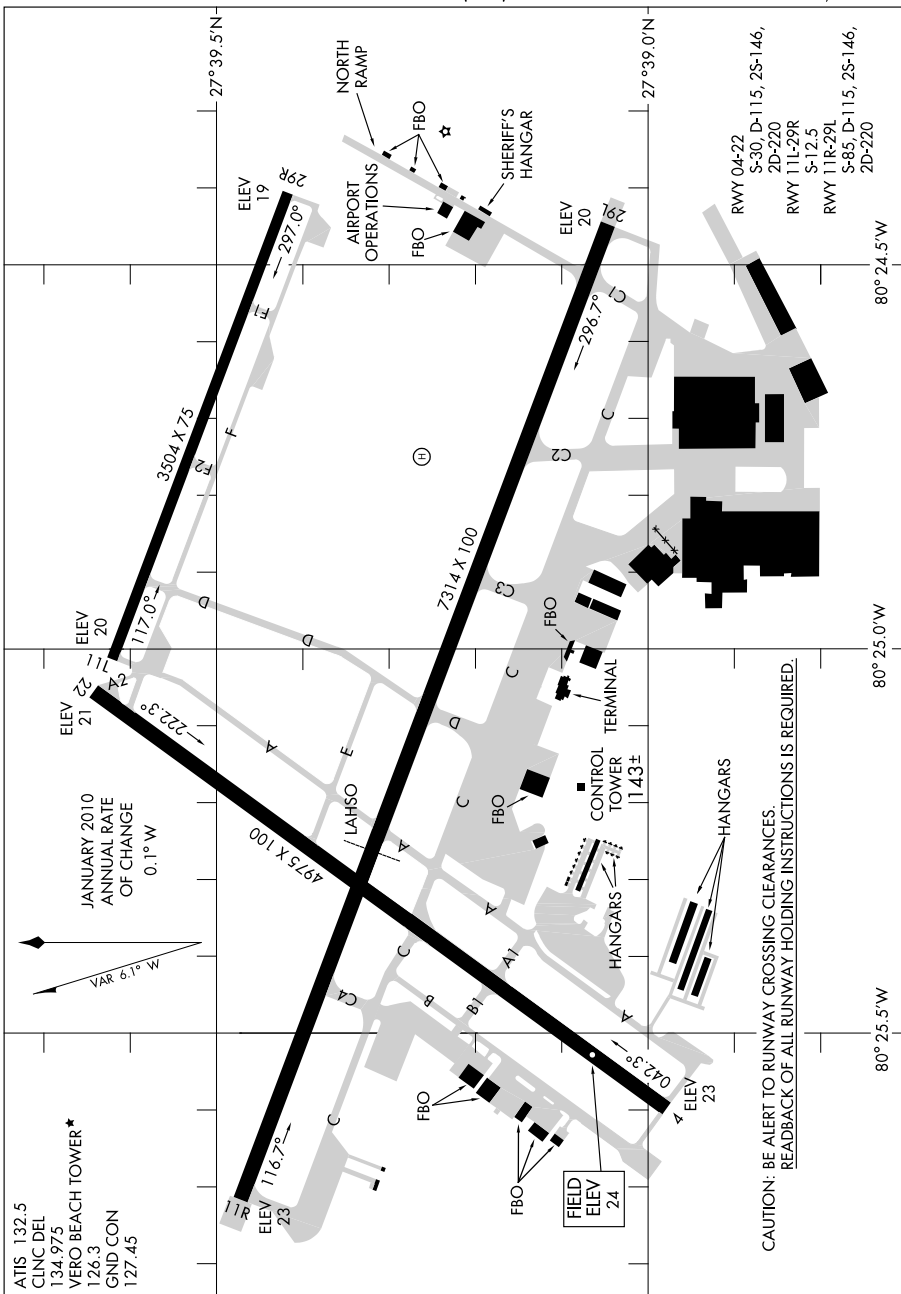 ATIS 132.5
CLNC DEL
134.975
VERO BEACH TOWER★
126.3
GND CON
127.45
VAR 6.1° W
JANUARY 2010
ANNUAL RATE
OF CHANGE
0.1° W
27°39.5'N
27°39.0'N
80°24.5'W
80°25.0'W
80°25.5'W
ELEV
19
29R
297.0°
F1
F
3504 X 75
F2
117.0°
ELEV
20
11L
22
A2
ELEV
21
222.3°
A
D
D
E
LAHSO
A
4975 X 100
NORTH
RAMP
FBO
AIRPORT
OPERATIONS
FBO
SHERIFF'S
HANGAR
H
ELEV
20
29L
296.7°
C1
C
C2
7314 X 100
C3
C
D
C
A
C
C4
B
B1
A1
A
C
116.7°
11R
ELEV
23
FBO
TERMINAL
FBO
CONTROL
TOWER
143±
HANGARS
HANGARS
FBO
FBO
FIELD
ELEV
24
042.3°
4
ELEV
23
RWY 04-22
S-30, D-115, 2S-146,
2D-220
RWY 11L-29R
S-12.5
RWY 11R-29L
S-85, D-115, 2S-146,
2D-220
CAUTION: BE ALERT TO RUNWAY CROSSING CLEARANCES.
READBACK OF ALL RUNWAY HOLDING INSTRUCTIONS IS REQUIRED.